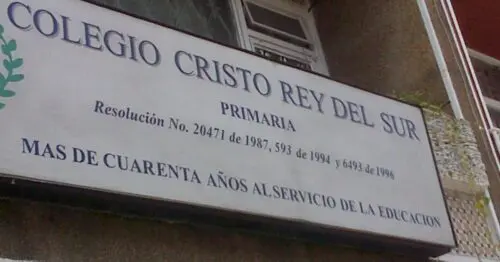 COLEGIO CRISTO REY DEL SUR
PRIMARIA
Resolución No. 20471 de 1987, 593 de 1994 y 6493 de 1996
MAS DE CUARENTA AÑOS AL SERVICIO DE LA EDUCACION